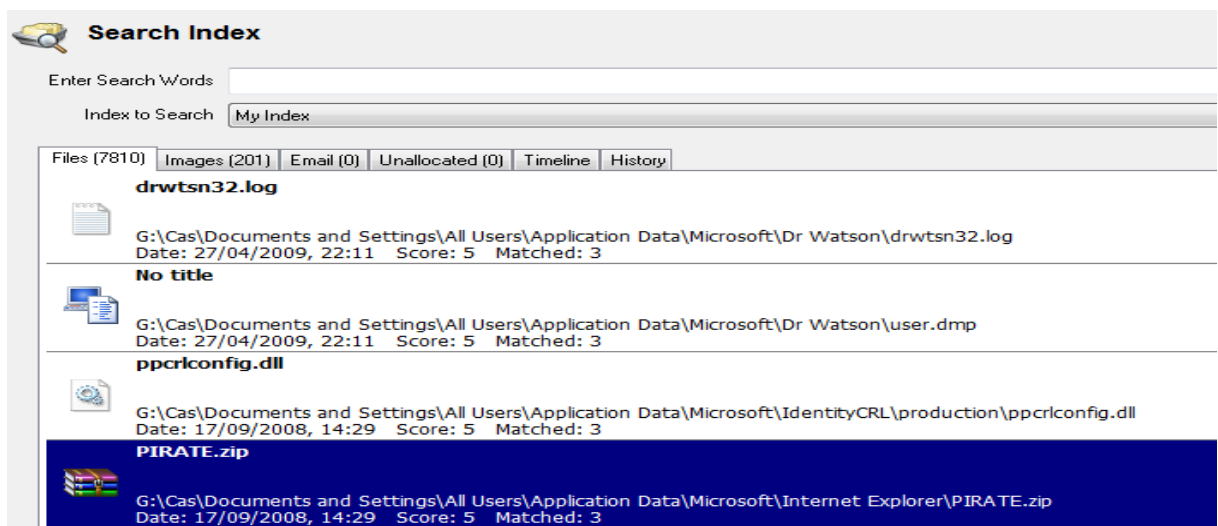 Search Index
Enter Search Words
Index to Search My Index
Files (7810) Images (201) Email (0) Unallocated (0) Timeline History
drwtsn32.log
G:\Cas\Documents and Settings\All Users\Application Data\Microsoft\Dr Watson\drwtsn32.log
Date: 27/04/2009, 22:11 Score: 5 Matched: 3
No title
G:\Cas\Documents and Settings\All Users\Application Data\Microsoft\Dr Watson\user.dmp
Date: 27/04/2009, 22:11 Score: 5 Matched: 3
ppcrlconfig.dll
G:\Cas\Documents and Settings\All Users\Application Data\Microsoft\IdentityCRL\production\ppcrlconfig.dll
Date: 17/09/2008, 14:29 Score: 5 Matched: 3
PIRATE.zip
G:\Cas\Documents and Settings\All Users\Application Data\Microsoft\Internet Explorer\PIRATE.zip
Date: 17/09/2008, 14:29 Score: 5 Matched: 3